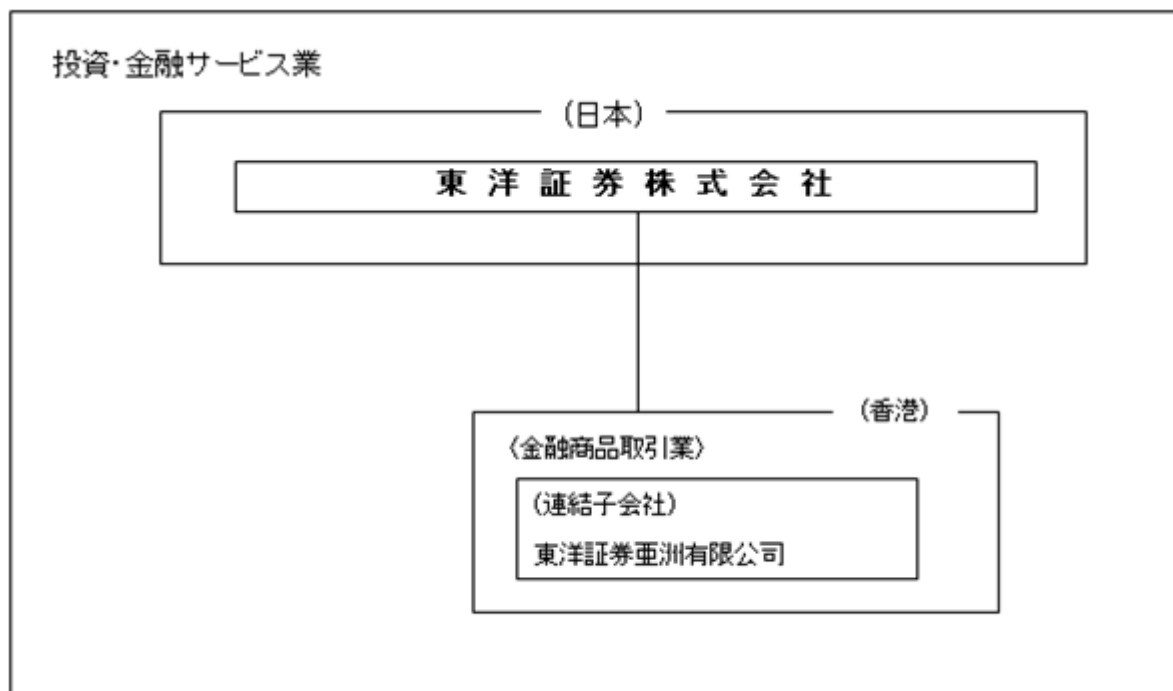 投資・金融サービス業
(日本)
東洋証券株式会社
(香港)
〈金融商品取引業〉
(連結子会社)
東洋証券亜洲有限公司